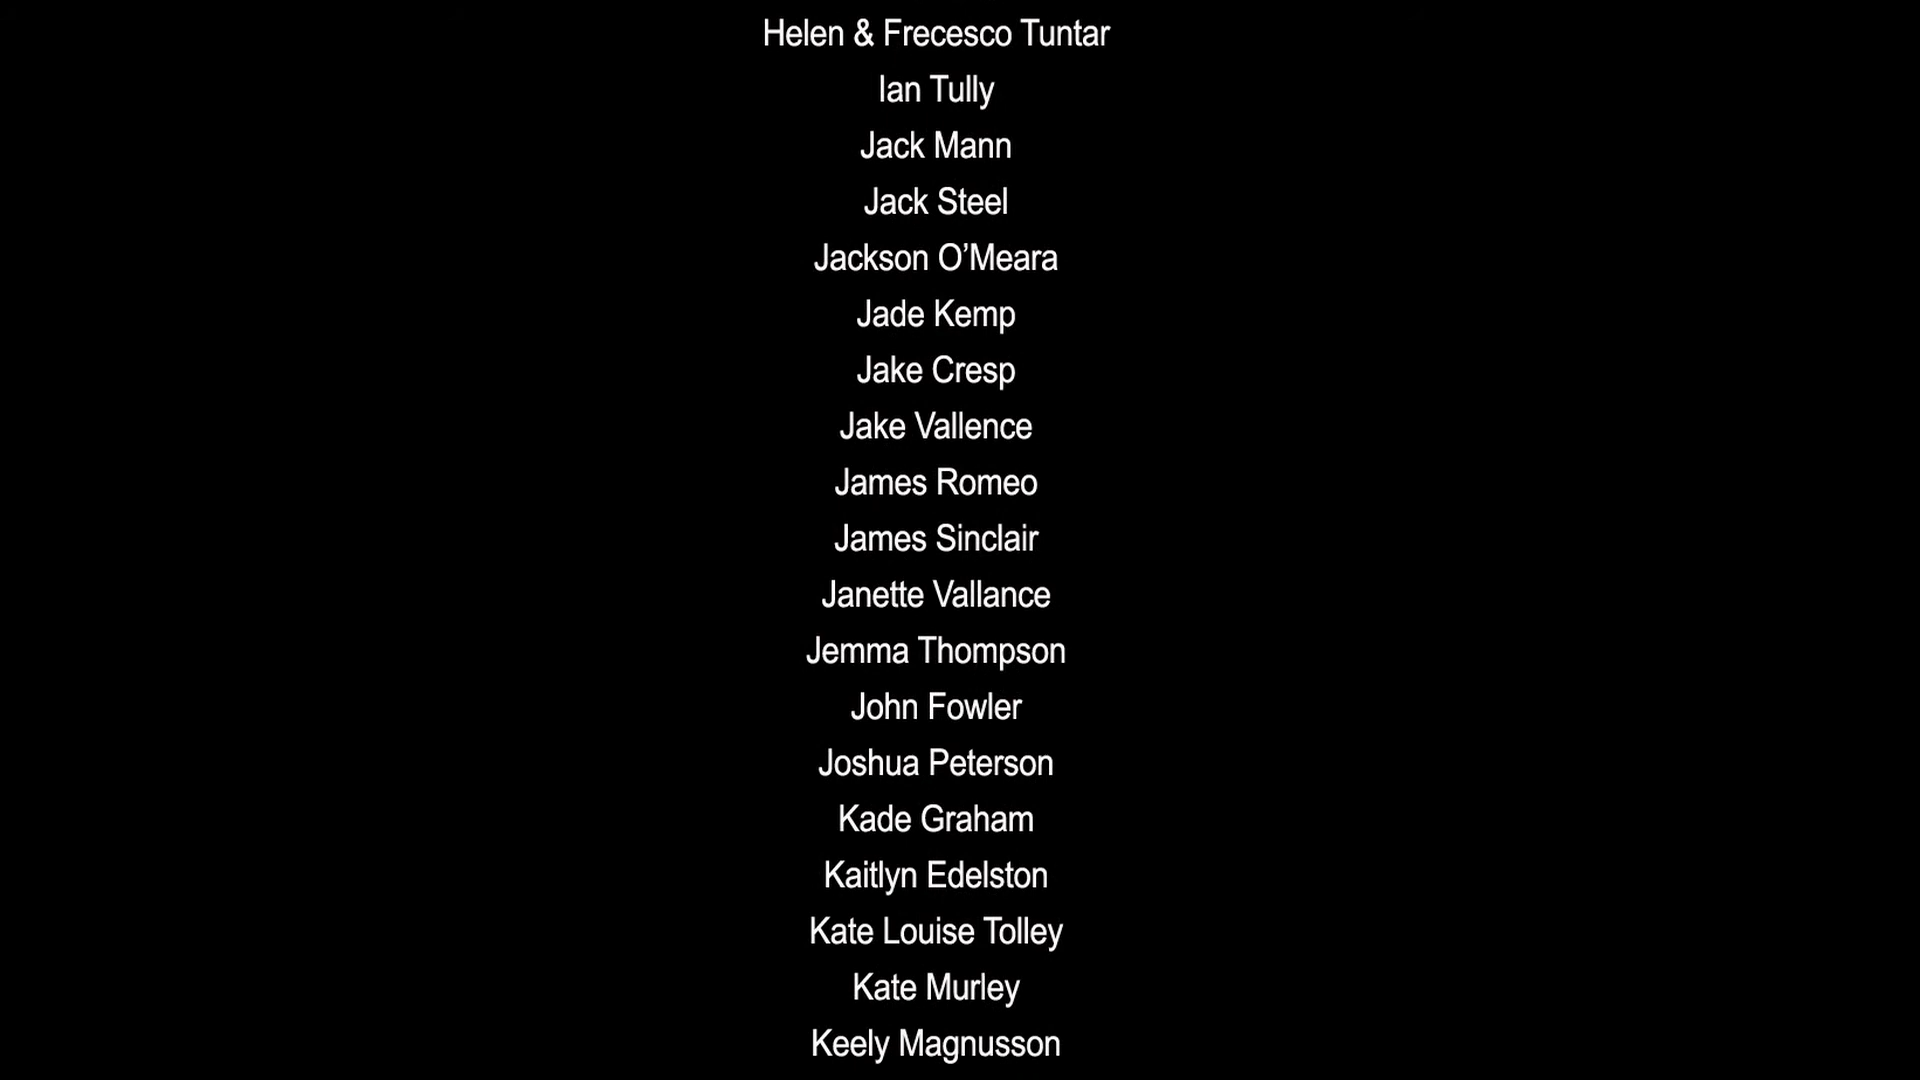 Helen & Frecesco Tuntar
Ian Tully
Jack Mann
Jack Steel
Jackson O’Meara
Jade Kemp
Jake Cresp
Jake Vallence
James Romeo
James Sinclair
Janette Vallance
Jemma Thompson
John Fowler
Joshua Peterson
Kade Graham
Kaitlyn Edelston
Kate Louise Tolley
Kate Murley
Keely Magnusson